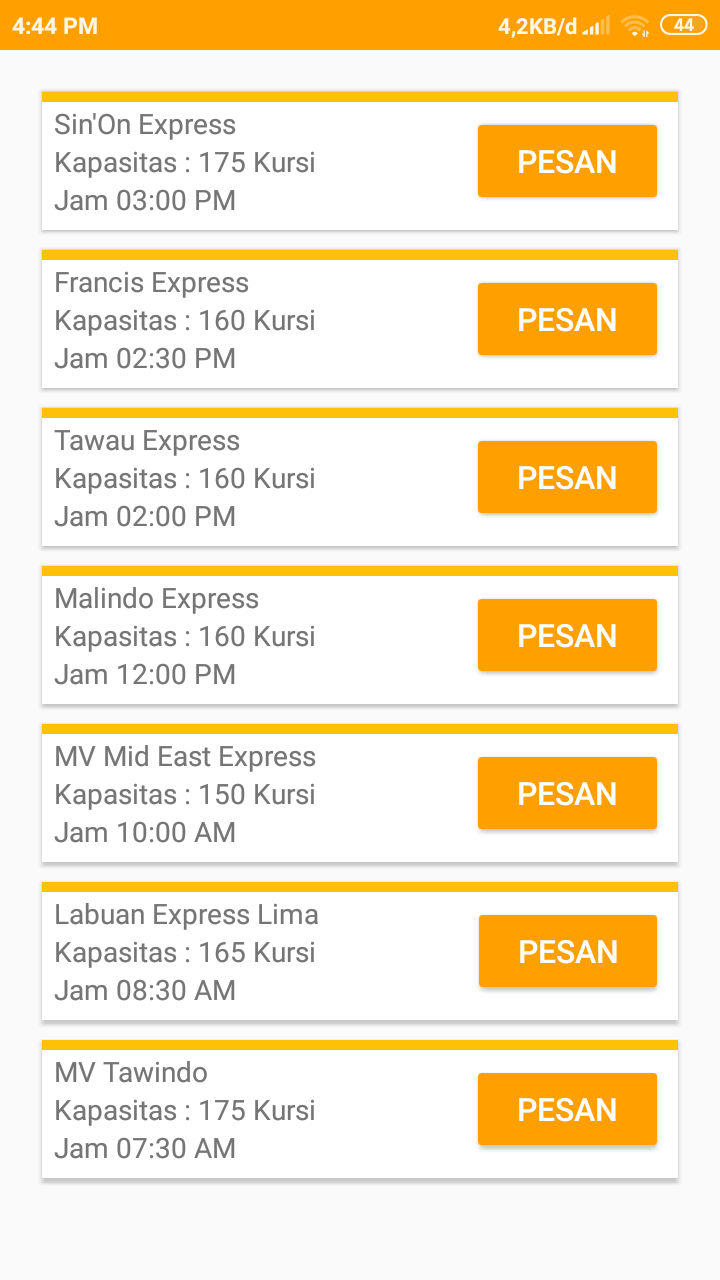 4:44 PM 4,2KB/d 44
Sin'On Express
Kapasitas : 175 Kursi
Jam 03:00 PM
PESAN
Francis Express
Kapasitas : 160 Kursi
Jam 02:30 PM
PESAN
Tawau Express
Kapasitas : 160 Kursi
Jam 02:00 PM
PESAN
Malindo Express
Kapasitas : 160 Kursi
Jam 12:00 PM
PESAN
MV Mid East Express
Kapasitas : 150 Kursi
Jam 10:00 AM
PESAN
Labuan Express Lima
Kapasitas : 165 Kursi
Jam 08:30 AM
PESAN
MV Tawindo
Kapasitas : 175 Kursi
Jam 07:30 AM
PESAN